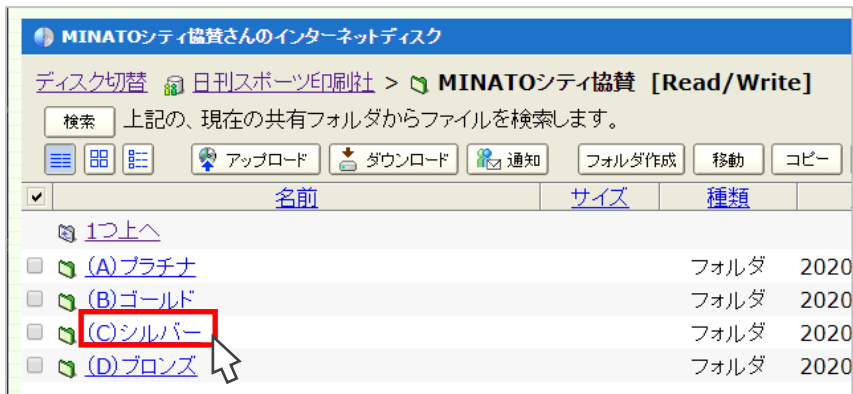 MINATOシティ協賛さんのインターネットディスク
ディスク切替 日刊スポーツ印刷社 > MINATOシティ協賛 [Read/Write]
検索 上記の、現在の共有フォルダからファイルを検索します。
アップロード ダウンロード 通知 フォルダ作成 移動 コピー
名前 サイズ 種類
1つ上へ
(A)プラチナ フォルダ 2020
(B)ゴールド フォルダ 2020
(C)シルバー フォルダ 2020
(D)ブロンズ フォルダ 2020